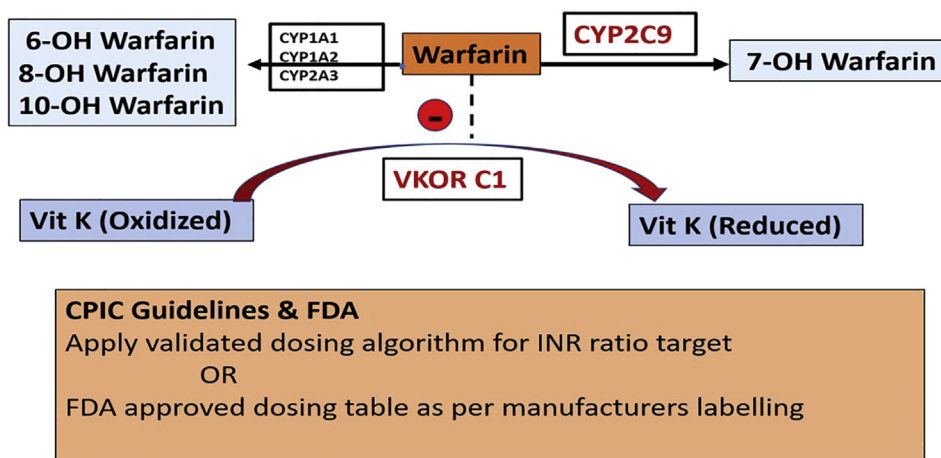 6-OH Warfarin
8-OH Warfarin
10-OH Warfarin
CYP1A1
CYP1A2
CYP2A3
Warfarin
CYP2C9
7-OH Warfarin
-
VKOR C1
Vit K (Oxidized)
Vit K (Reduced)
CPIC Guidelines & FDA
Apply validated dosing algorithm for INR ratio target
OR
FDA approved dosing table as per manufacturers labelling